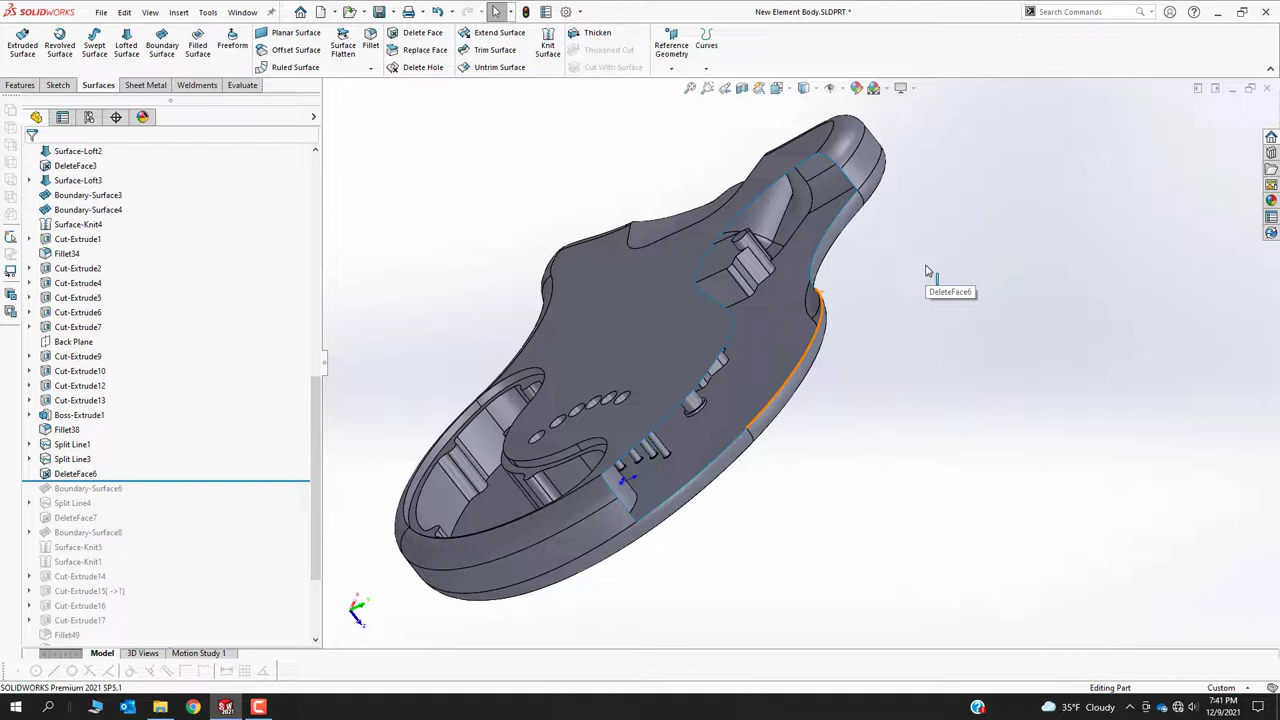 SOLIDWORKS
File Edit View Insert Tools Window
New Element Body.SLDPRT *
Search Commands
Extruded Surface
Revolved Surface
Swept Surface
Lofted Surface
Boundary Surface
Filled Surface
Freeform
Planar Surface
Offset Surface
Ruled Surface
Surface Flatten
Fillet
Delete Face
Replace Face
Delete Hole
Extend Surface
Trim Surface
Untrim Surface
Knit Surface
Thicken
Thickened Cut
Cut With Surface
Reference Geometry
Curves
Features Sketch Surfaces Sheet Metal Weldments Evaluate
Surface-Loft2
DeleteFace3
Surface-Loft3
Boundary-Surface3
Boundary-Surface4
Surface-Knit4
Cut-Extrude1
Fillet34
Cut-Extrude2
Cut-Extrude4
Cut-Extrude5
Cut-Extrude6
Cut-Extrude7
Back Plane
Cut-Extrude9
Cut-Extrude10
Cut-Extrude12
Cut-Extrude13
Boss-Extrude1
Fillet38
Split Line1
Split Line3
DeleteFace6
Boundary-Surface6
Split Line4
DeleteFace7
Boundary-Surface8
Surface-Knit5
Surface-Knit1
Cut-Extrude14
Cut-Extrude15{ ->?}
Cut-Extrude16
Cut-Extrude17
Fillet49
DeleteFace6
X
Y
Z
Model 3D Views Motion Study 1
SOLIDWORKS Premium 2021 SP5.1
Editing Part
Custom
35°F Cloudy
7:41 PM
12/9/2021